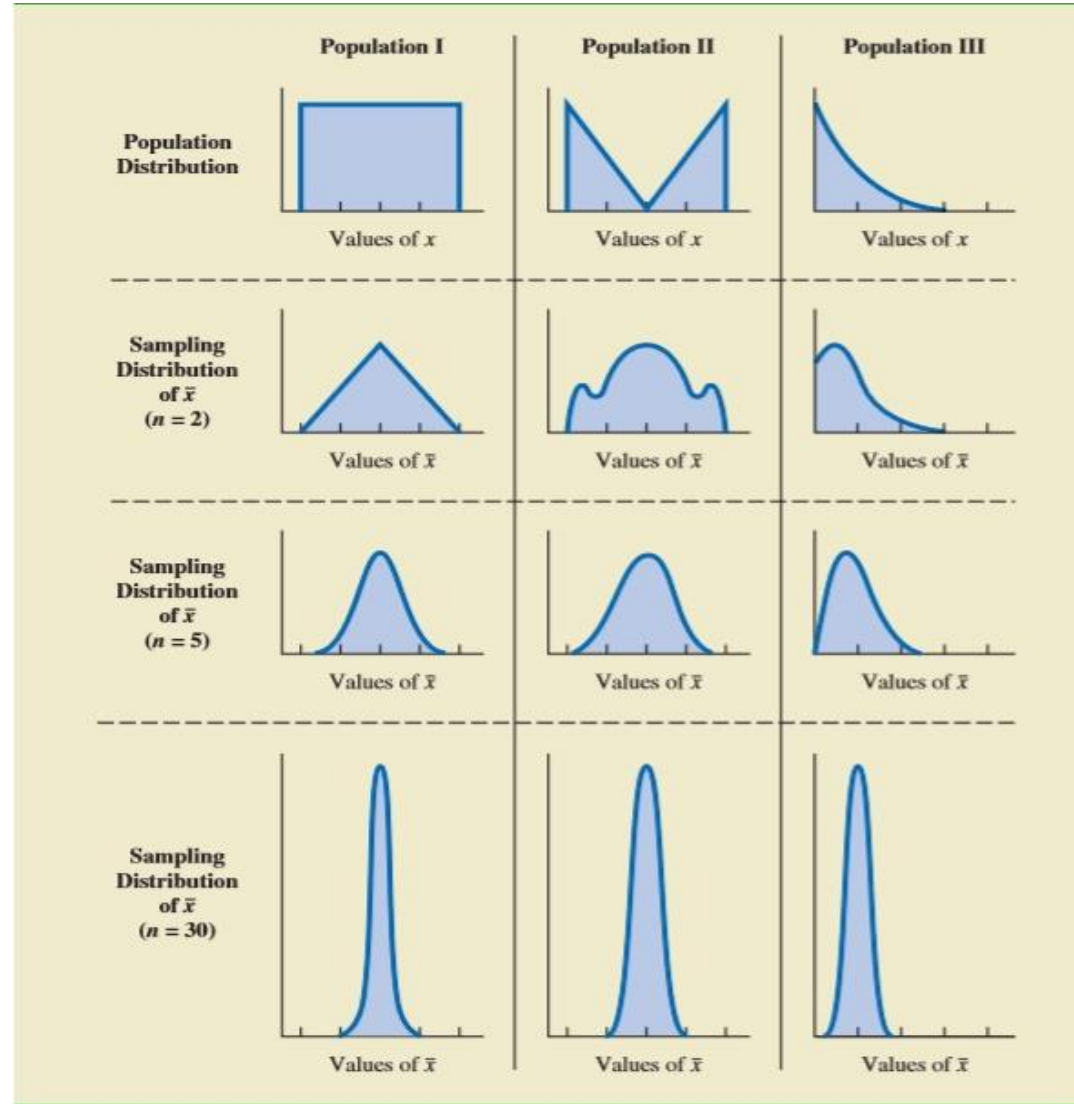 Population I
Population II
Population III
Population
Distribution
Values of x
Values of x
Values of x
Sampling
Distribution
of x̄
(n = 2)
Values of x̄
Values of x̄
Values of x̄
Sampling
Distribution
of x̄
(n = 5)
Values of x̄
Values of x̄
Values of x̄
Sampling
Distribution
of x̄
(n = 30)
Values of x̄
Values of x̄
Values of x̄